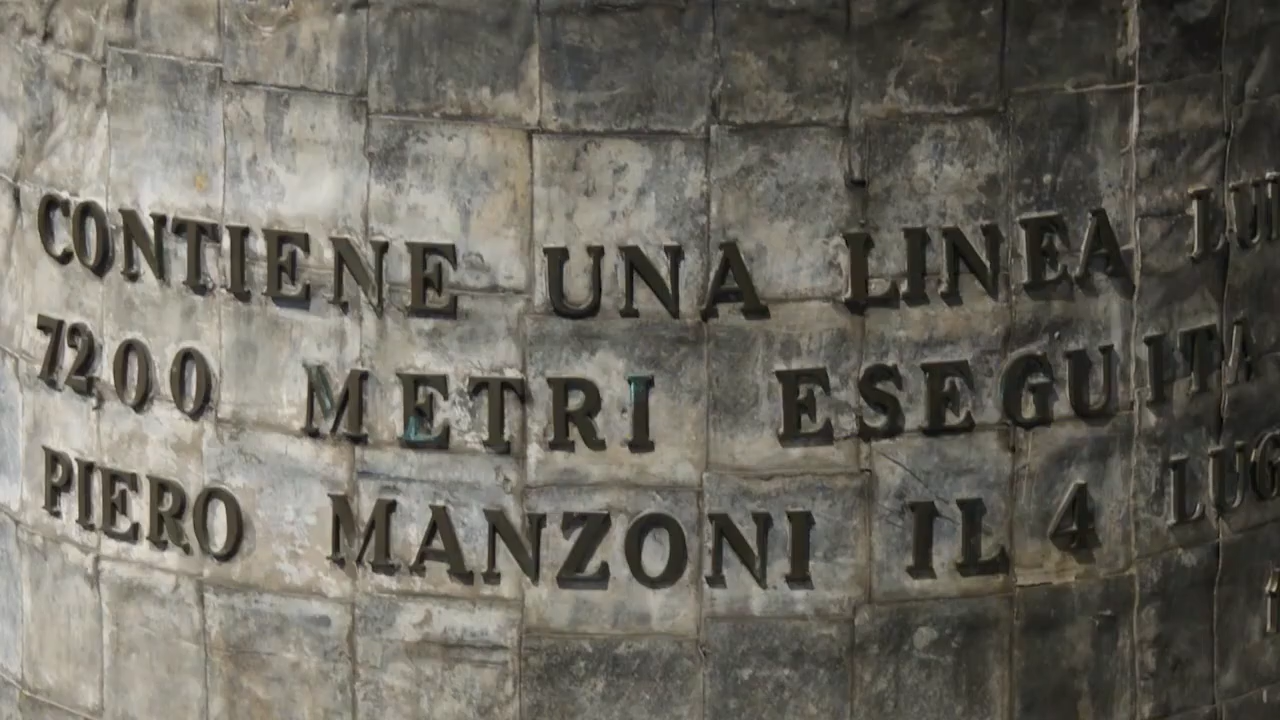 CONTIENE UNA LINEA
7200 METRI ESEGUITA
PIERO MANZONI IL 4